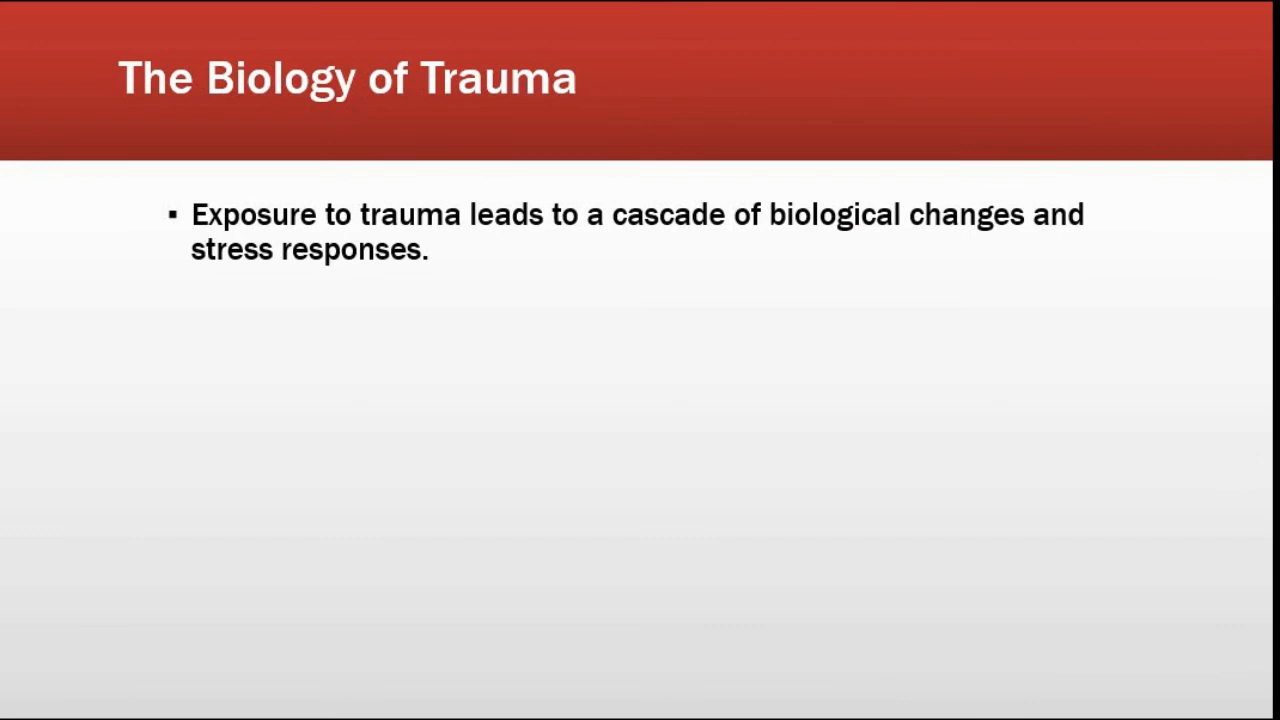 The Biology of Trauma
▪ Exposure to trauma leads to a cascade of biological changes and
stress responses.